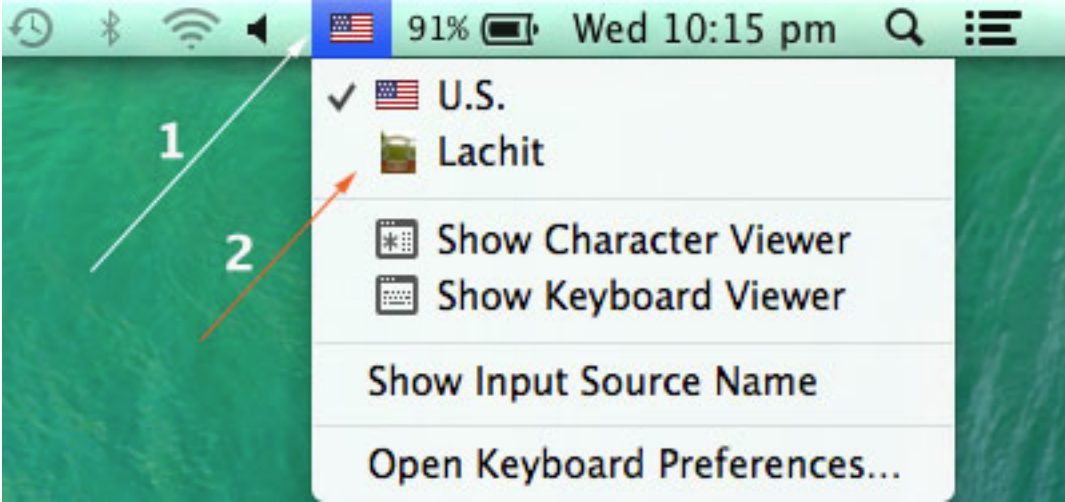 91% Wed 10:15 pm
U.S.
Lachit
1
2
Show Character Viewer
Show Keyboard Viewer
Show Input Source Name
Open Keyboard Preferences...